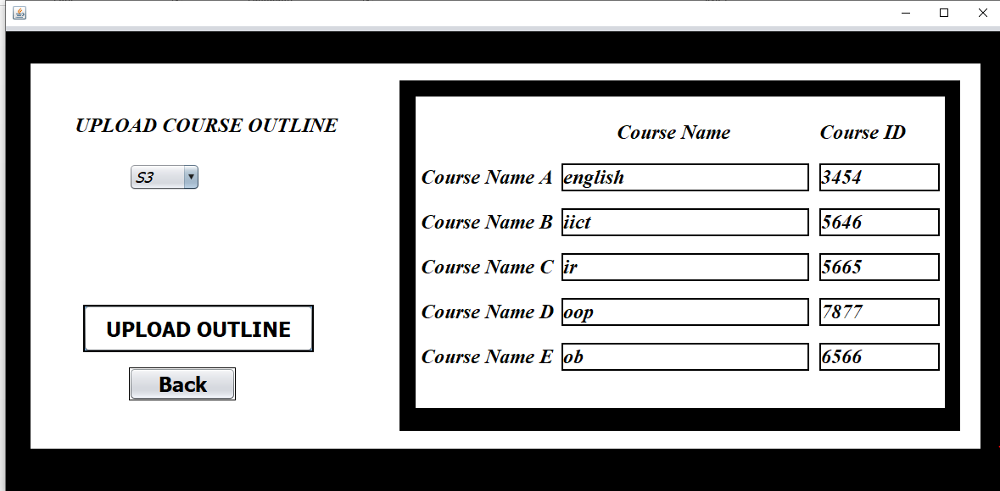 UPLOAD COURSE OUTLINE
S3
UPLOAD OUTLINE
Back
Course Name Course ID
Course Name A english 3454
Course Name B iict 5646
Course Name C ir 5665
Course Name D oop 7877
Course Name E ob 6566